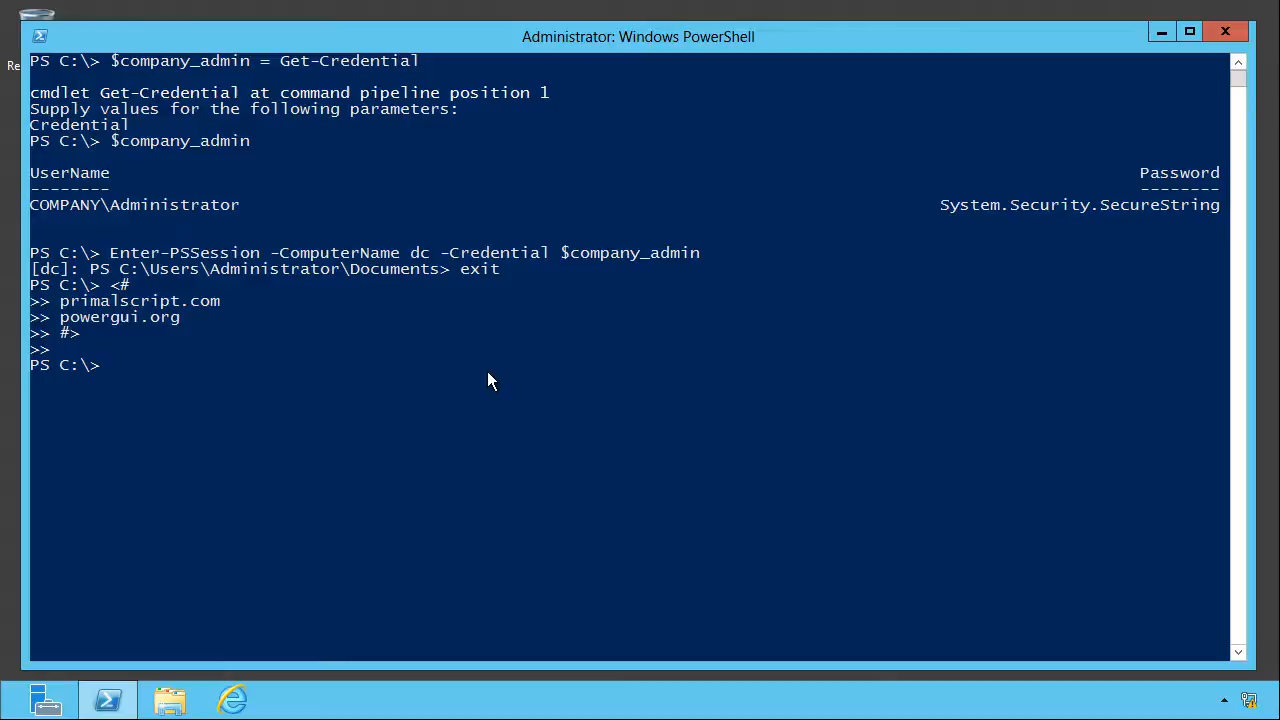 Administrator: Windows PowerShell
Re
PS C:\> $company_admin = Get-Credential
cmdlet Get-Credential at command pipeline position 1
Supply values for the following parameters:
Credential
PS C:\> $company_admin
UserName Password
-------- --------
COMPANY\Administrator System.Security.SecureString
PS C:\> Enter-PSSession -ComputerName dc -Credential $company_admin
[dc]: PS C:\Users\Administrator\Documents> exit
PS C:\> <#
>> primalscript.com
>> powergui.org
>> #>
>>
PS C:\>